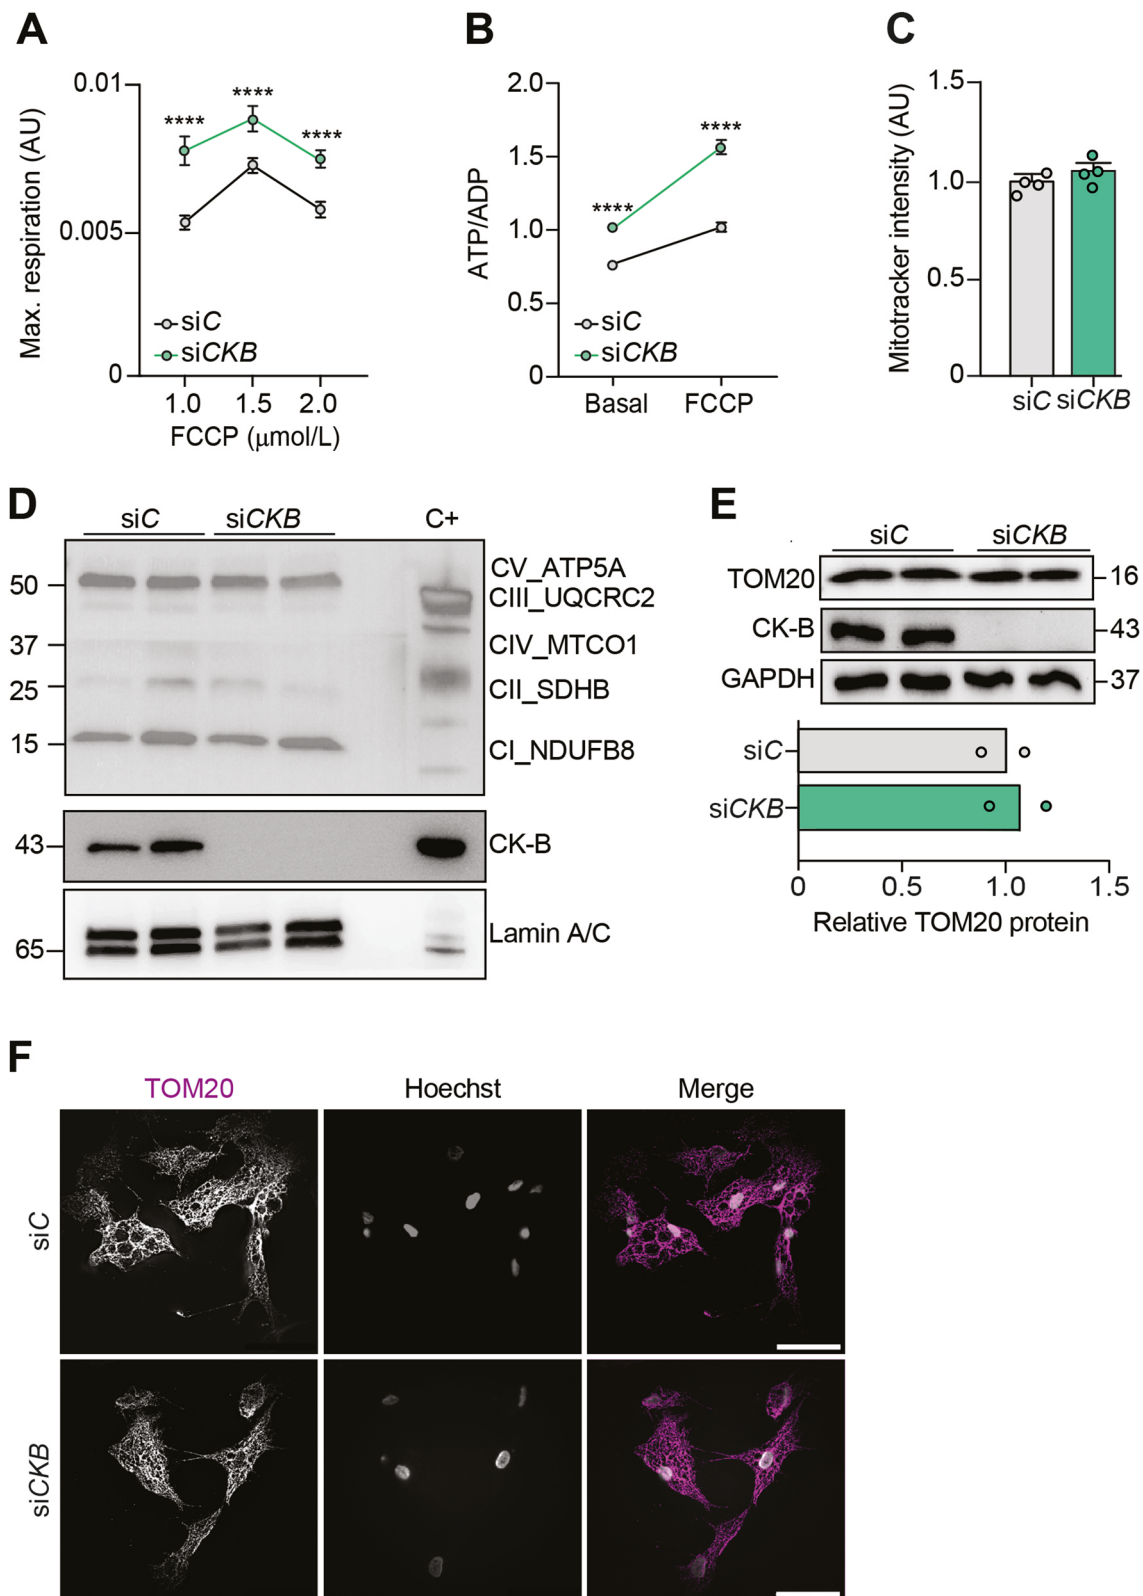 A
0.01
0.005
0
Max. respiration (AU)
****
****
****
siC
siCKB
1.0 1.5 2.0
FCCP (μmol/L)
B
2.0
1.5
1.0
0.5
0
ATP/ADP
****
****
siC
siCKB
Basal FCCP
C
1.5
1.0
0.5
0
Mitotracker intensity (AU)
siC siCKB
D
siC siCKB C+
50
37
25
15
CV_ATP5A
CIII_UQCRC2
CIV_MTCO1
CII_SDHB
CI_NDUFB8
43 CK-B
65 Lamin A/C
E
siC siCKB
TOM20 16
CK-B 43
GAPDH 37
siC
siCKB
0 0.5 1.0 1.5
Relative TOM20 protein
F
TOM20 Hoechst Merge
siC
siCKB